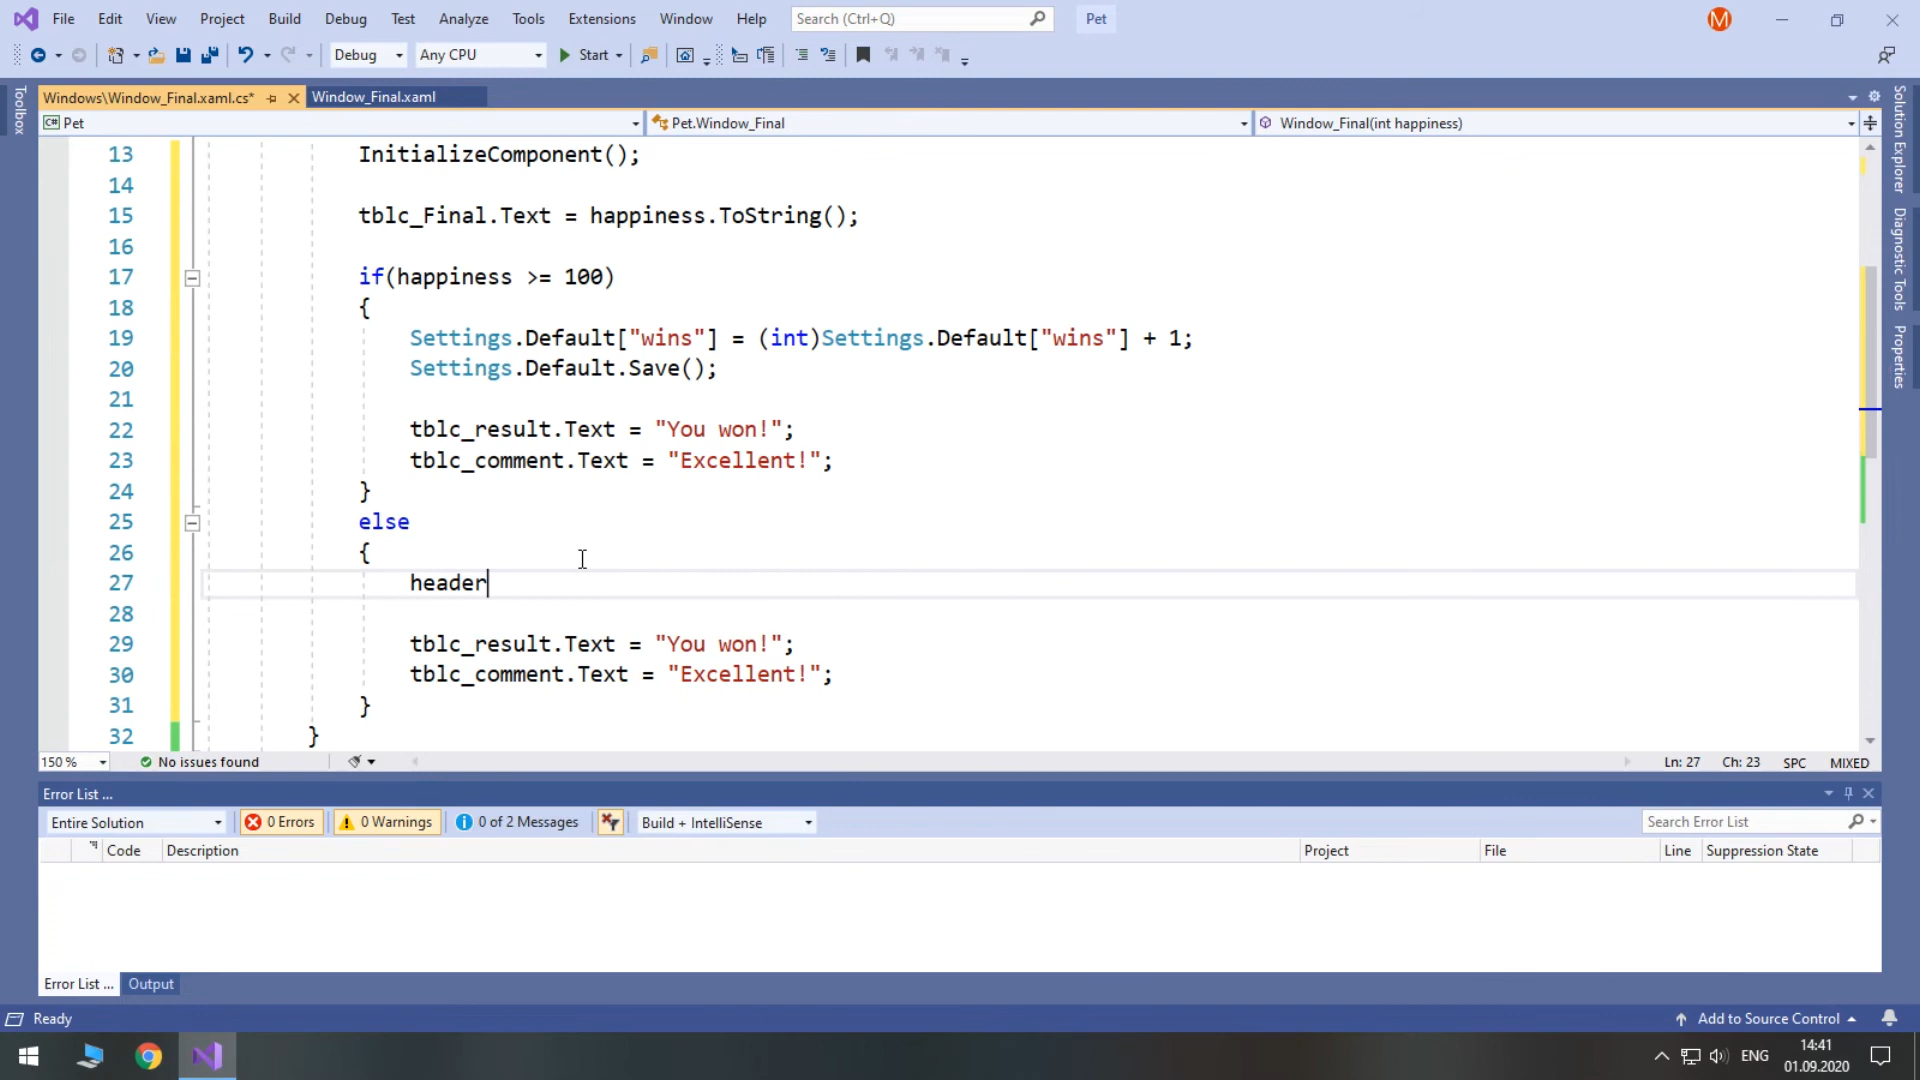 File Edit View Project Build Debug Test Analyze Tools Extensions Window Help Search (Ctrl+Q) Pet M
Debug Any CPU Start
Toolbox
Windows\Window_Final.xaml.cs* Window_Final.xaml
C# Pet Pet.Window_Final Window_Final(int happiness)
13 InitializeComponent();
14
15 tblc_Final.Text = happiness.ToString();
16
17 if(happiness >= 100)
18 {
19 Settings.Default["wins"] = (int)Settings.Default["wins"] + 1;
20 Settings.Default.Save();
21
22 tblc_result.Text = "You won!";
23 tblc_comment.Text = "Excellent!";
24 }
25 else
26 {
27 header
28
29 tblc_result.Text = "You won!";
30 tblc_comment.Text = "Excellent!";
31 }
32 }
Solution Explorer
Diagnostic Tools
Properties
150 % No issues found Ln: 27 Ch: 23 SPC MIXED
Error List ...
Entire Solution 0 Errors 0 Warnings 0 of 2 Messages Build + IntelliSense Search Error List
Code Description Project File Line Suppression State
Error List ... Output
Ready Add to Source Control
ENG 14:41
01.09.2020